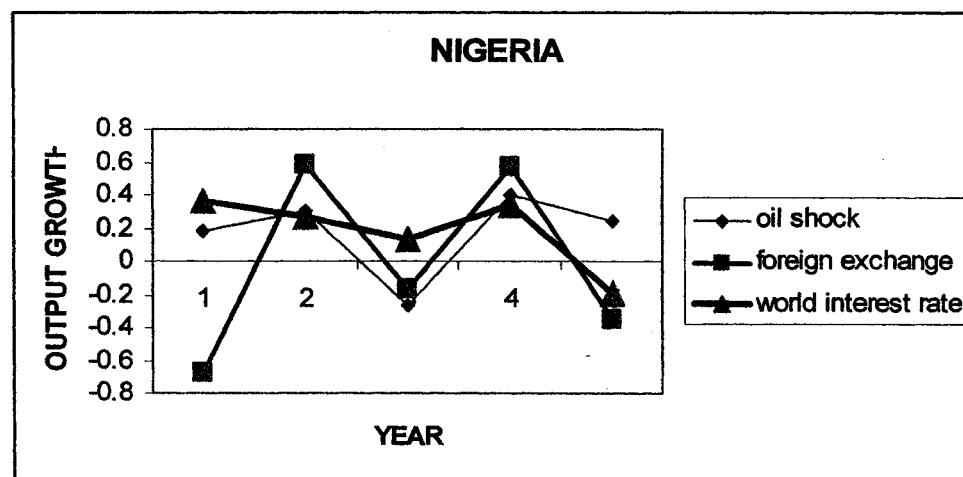 NIGERIA
OUTPUT GROWTH
0.8
0.6
0.4
0.2
0
-0.2
-0.4
-0.6
-0.8
1
2
4
YEAR
oil shock
foreign exchange
world interest rate